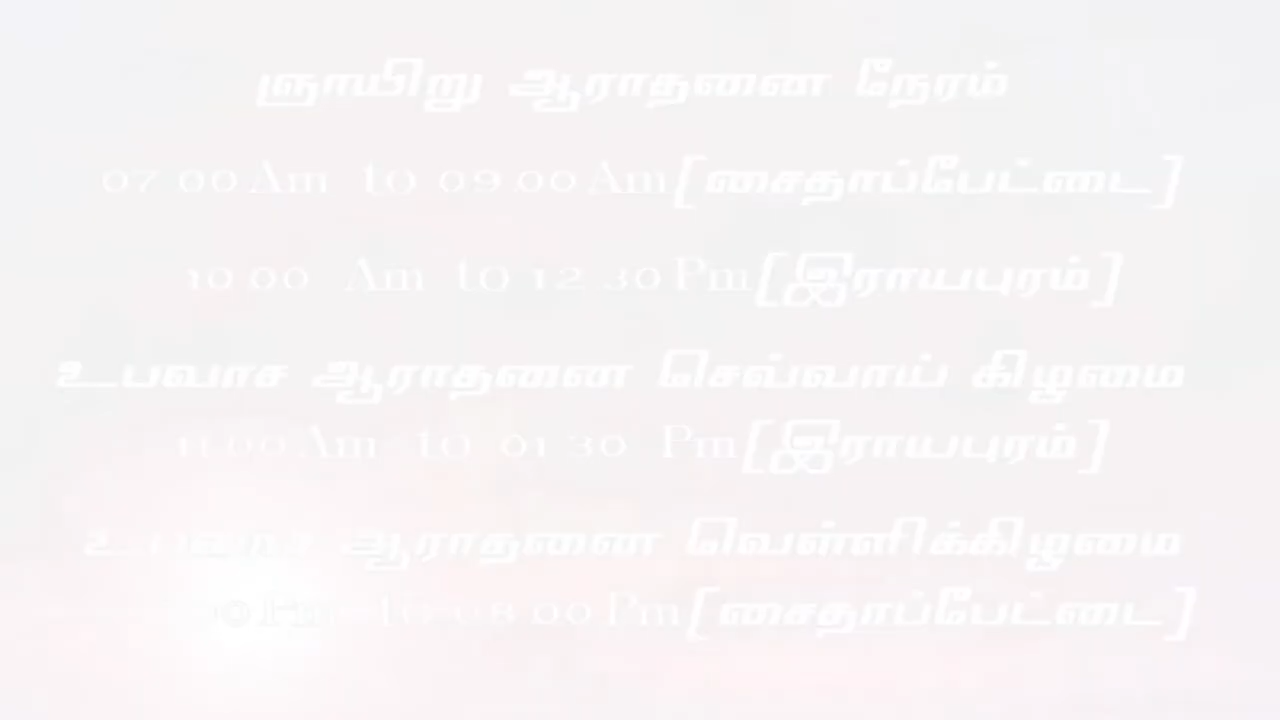 ஞாயிறு ஆராதனை நேரம்
07 00 Am to 09 00 Am [சைதாப்பேட்டை]
10 00 Am to 12 30 Pm [இராயபுரம்]
உபவாச ஆராதனை செவ்வாய் கிழமை
11 00 Am to 01 30 Pm [இராயபுரம்]
உபவாச ஆராதனை வெள்ளிக்கிழமை
Pm to 08 00 Pm [சைதாப்பேட்டை]